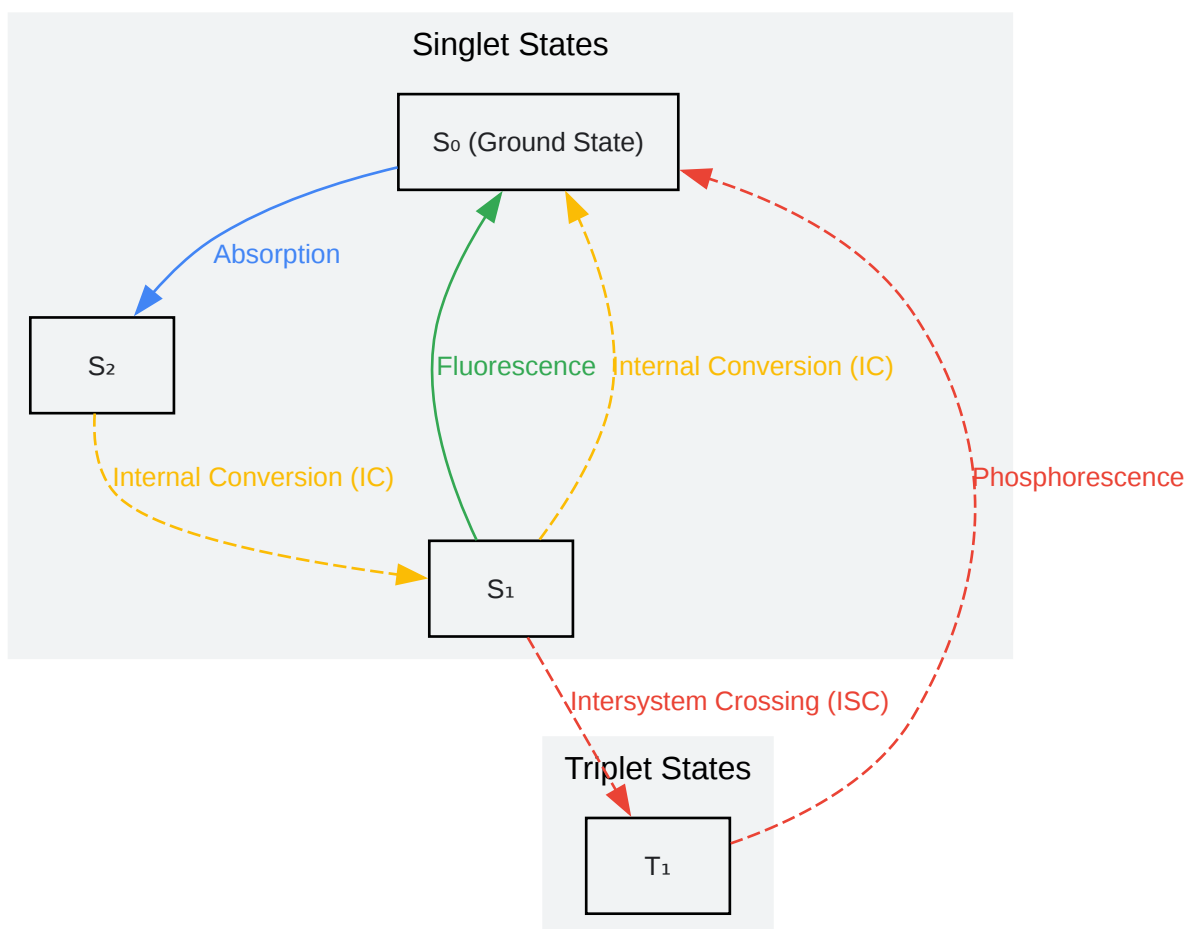 Singlet States
S₀ (Ground State)
Absorption
S₂
Fluorescence
Internal Conversion (IC)
Internal Conversion (IC)
Phosphorescence
S₁
Intersystem Crossing (ISC)
Triplet States
T₁